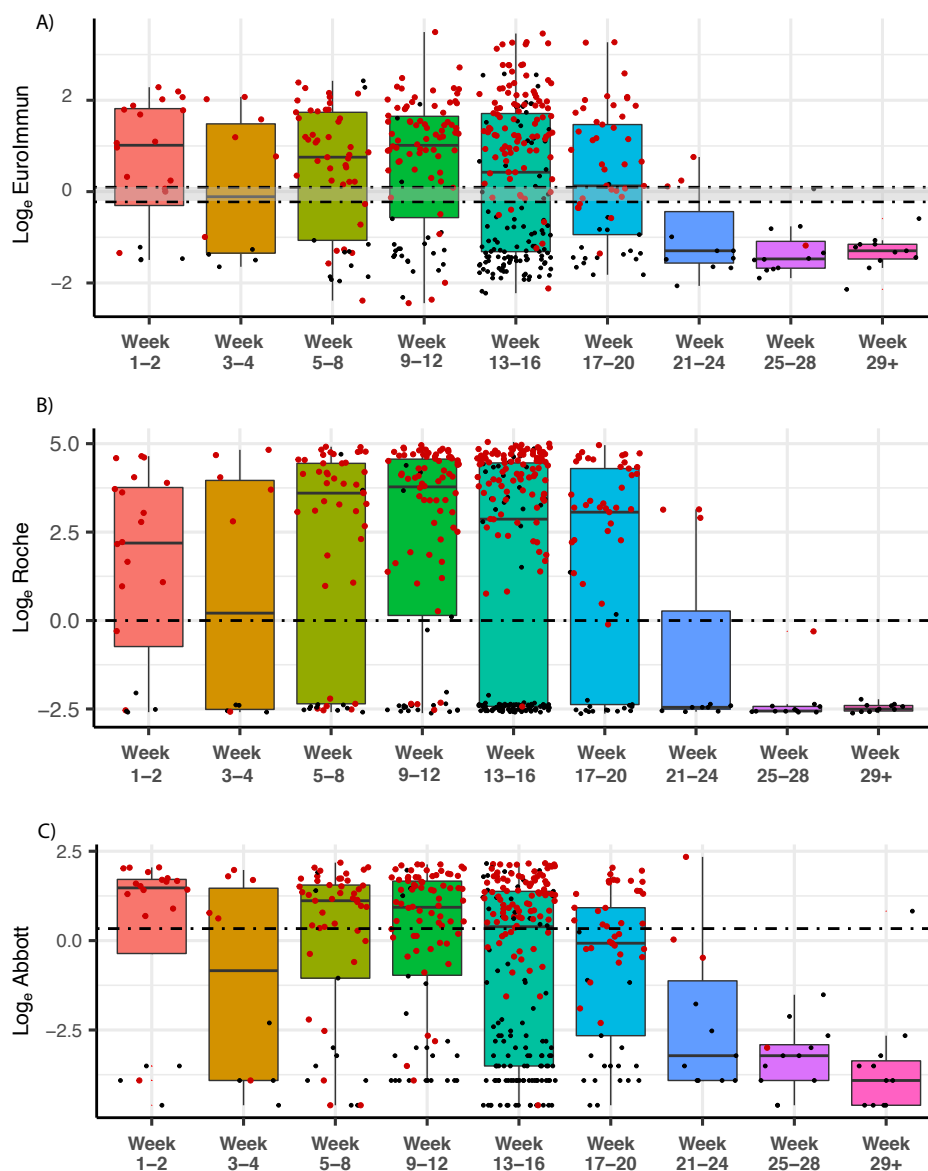 A)
Logₑ EuroImmun
2
0
−2
Week Week Week Week Week Week Week Week Week
1−2 3−4 5−8 9−12 13−16 17−20 21−24 25−28 29+
B)
Logₑ Roche
5.0
2.5
0.0
−2.5
Week Week Week Week Week Week Week Week Week
1−2 3−4 5−8 9−12 13−16 17−20 21−24 25−28 29+
C)
Logₑ Abbott
2.5
0.0
−2.5
Week Week Week Week Week Week Week Week Week
1−2 3−4 5−8 9−12 13−16 17−20 21−24 25−28 29+